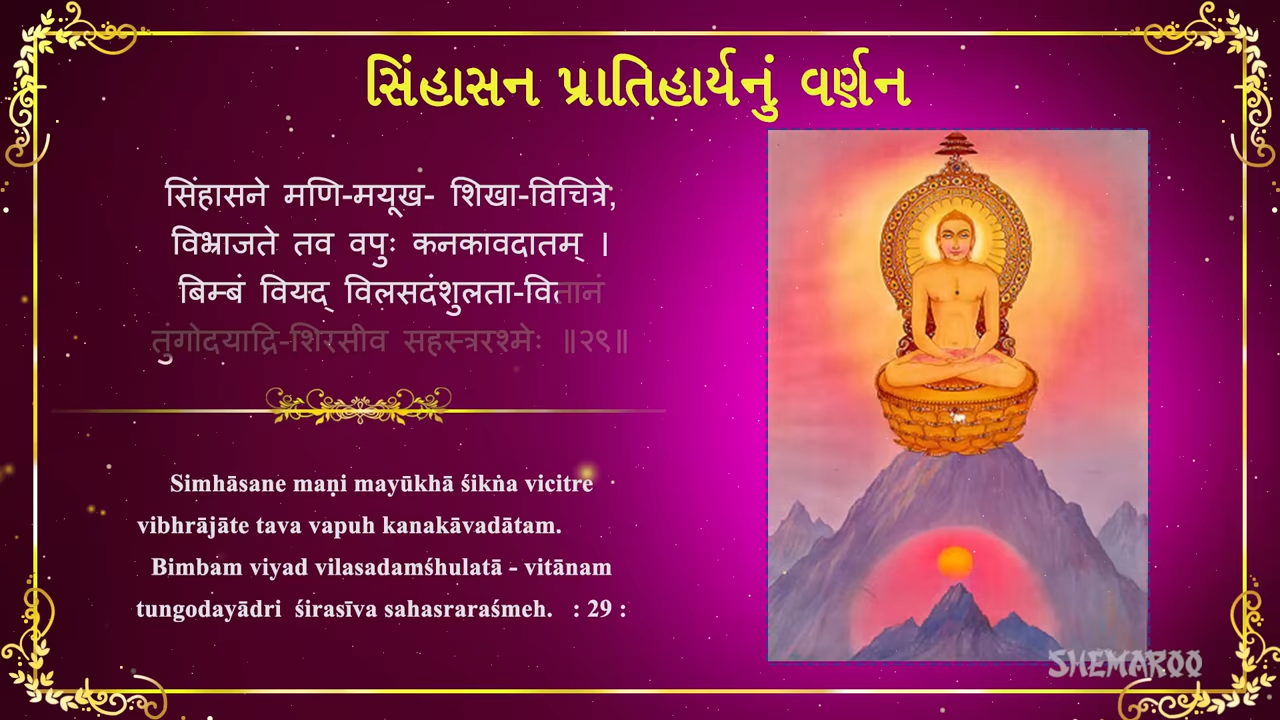 સિંહાસન પ્રાતિહાર્યનું વર્ણન
सिंहासने मणि-मयूख- शिखा-विचित्रे,
विभ्राजते तव वपुः कनकावदातम् ।
बिम्बं वियद् विलसदंशुलता-वितानं
तुंगोदयाद्रि-शिरसीव सहस्त्ररश्मेः ॥२९॥
Simhāsane maṇi mayūkhā śikṅa vicitre
vibhrājāte tava vapuh kanakāvadātam.
Bimbam viyad vilasadamśhulatā - vitānam
tungodayādri śirasīva sahasraraśmeh. : 29 :
SHEMAROO